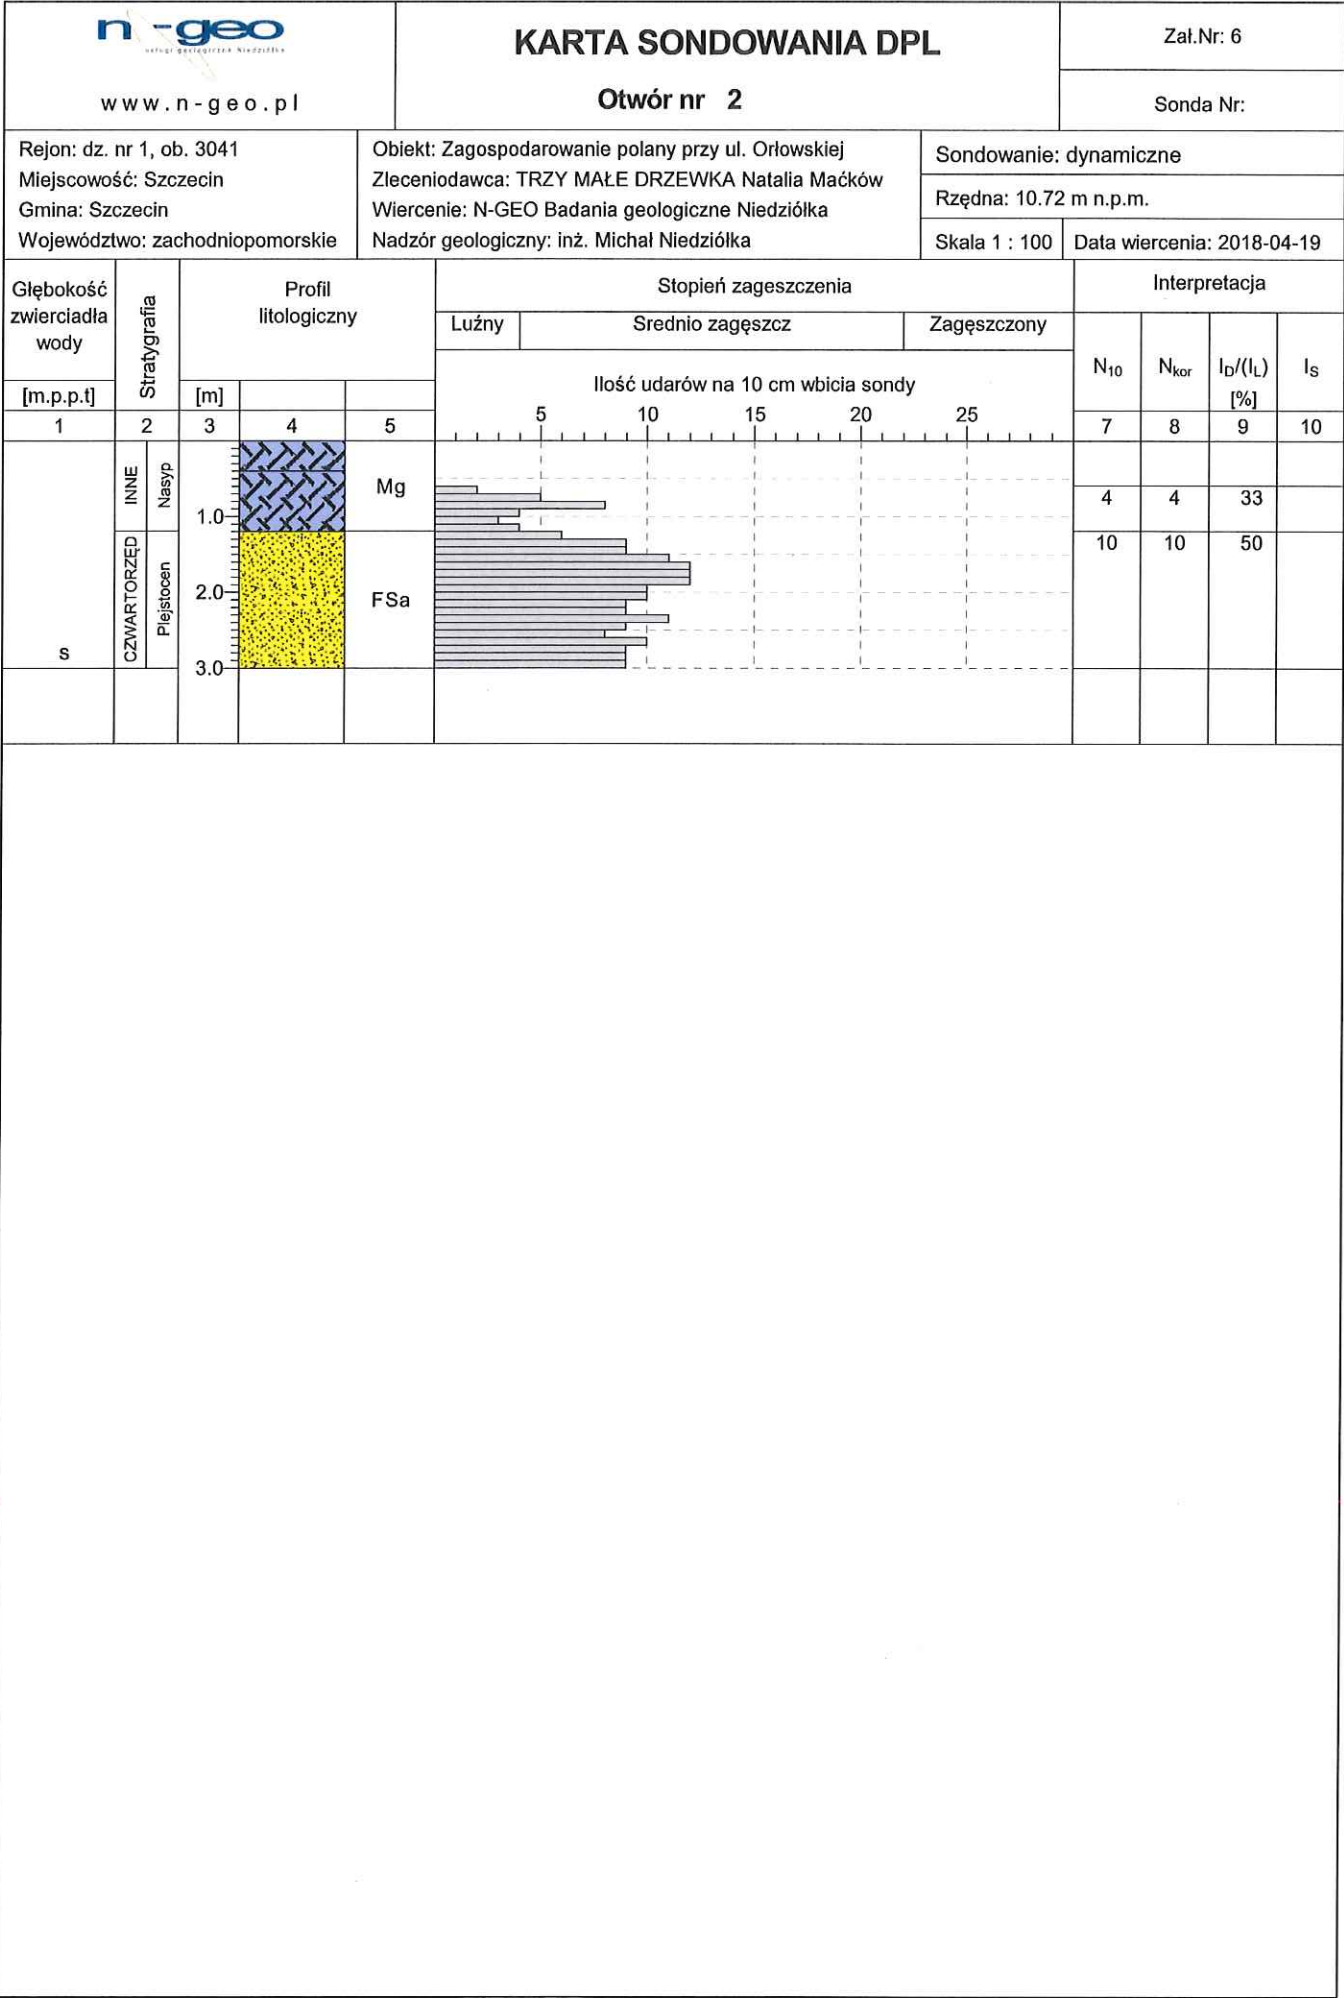 n-geo
usługi geologiczne Niedziółka
www.n-geo.pl
KARTA SONDOWANIA DPL
Otwór nr 2
Zał.Nr: 6
Sonda Nr:
Rejon: dz. nr 1, ob. 3041
Miejscowość: Szczecin
Gmina: Szczecin
Województwo: zachodniopomorskie
Obiekt: Zagospodarowanie polany przy ul. Orłowskiej
Zleceniodawca: TRZY MAŁE DRZEWKA Natalia Maćków
Wiercenie: N-GEO Badania geologiczne Niedziółka
Nadzór geologiczny: inż. Michał Niedziółka
Sondowanie: dynamiczne
Rzędna: 10.72 m n.p.m.
Skala 1 : 100
Data wiercenia: 2018-04-19
Głębokość
zwierciadła
wody
[m.p.p.t]
Stratygrafia
Profil
litologiczny
[m]
Stopień zageszczenia
Luźny
Srednio zagęszcz
Zagęszczony
Ilość udarów na 10 cm wbicia sondy
5 10 15 20 25
Interpretacja
N10
Nkor
ID/(IL)
[%]
IS
1 2 3 4 5 7 8 9 10
INNE
Nasyp
Mg
1.0
4 4 33
CZWARTORZĘD
Plejstocen
FSa
2.0
10 10 50
s
3.0